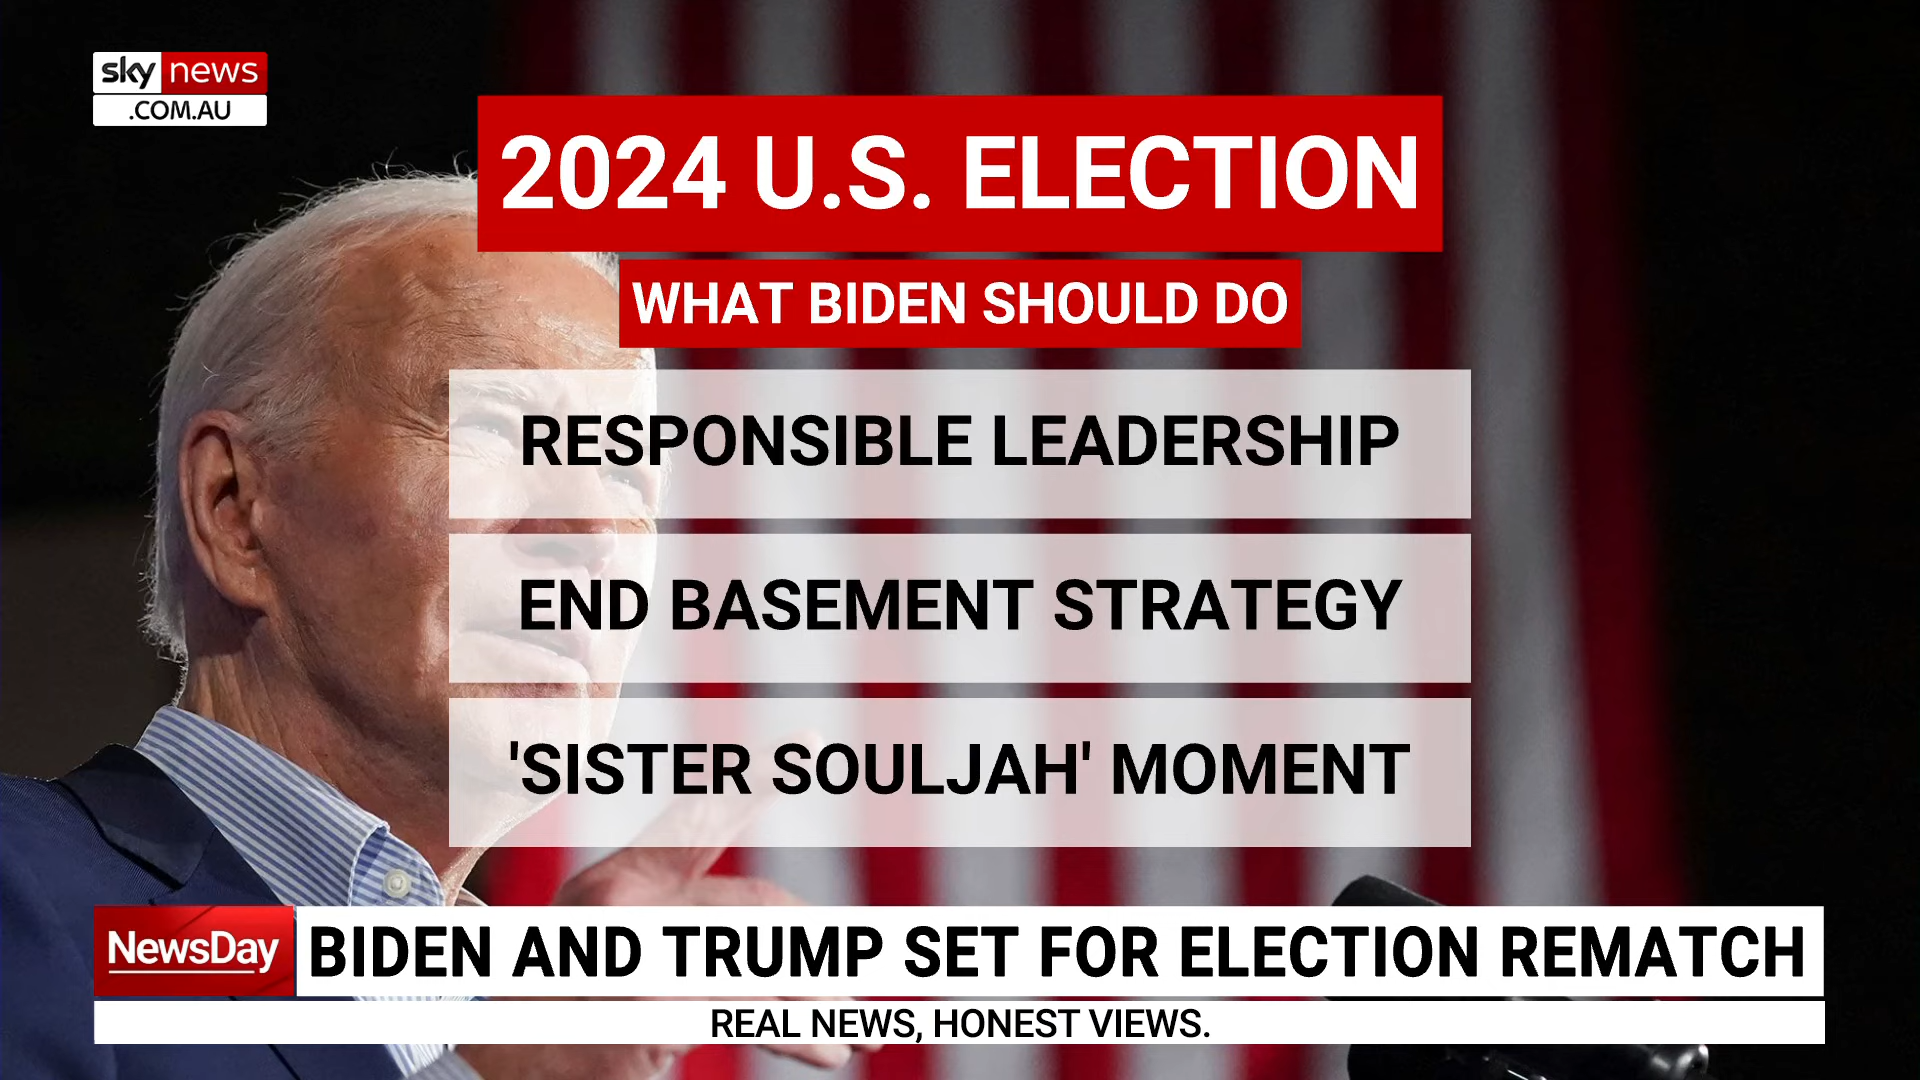 sky news
.COM.AU
2024 U.S. ELECTION
WHAT BIDEN SHOULD DO
RESPONSIBLE LEADERSHIP
END BASEMENT STRATEGY
'SISTER SOULJAH' MOMENT
NewsDay
BIDEN AND TRUMP SET FOR ELECTION REMATCH
REAL NEWS, HONEST VIEWS.